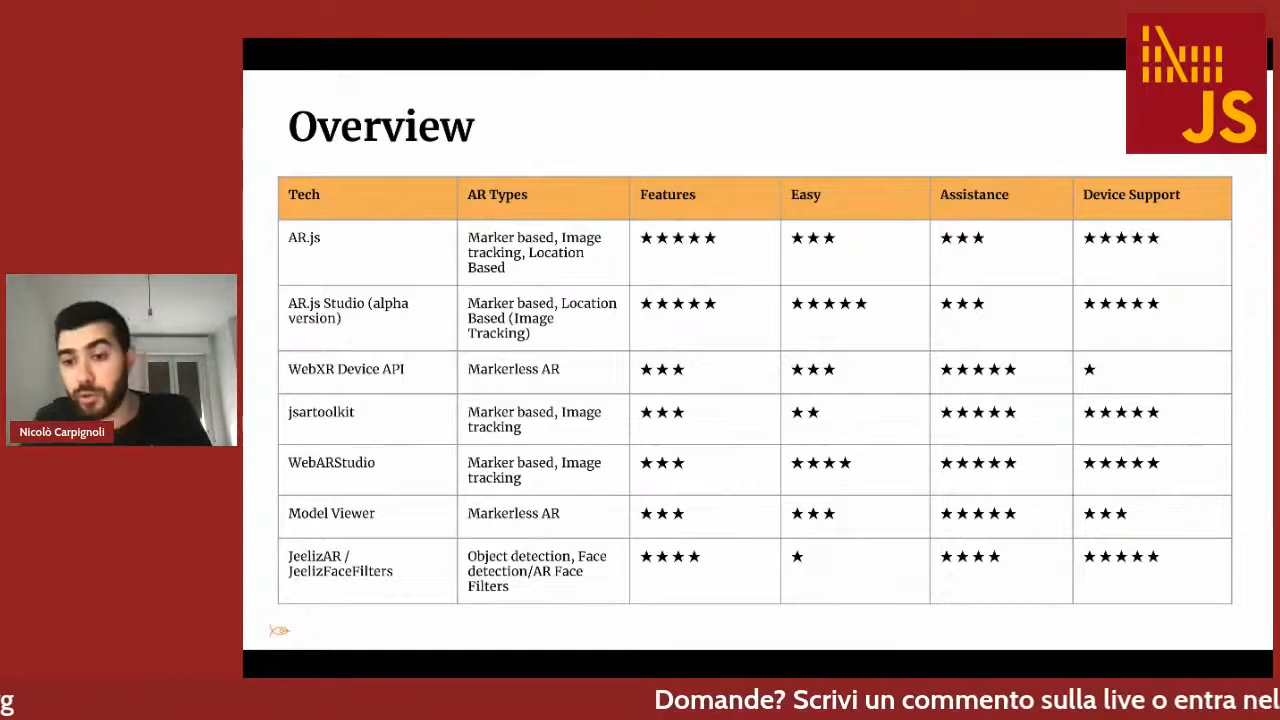 JS
Overview
Tech AR Types Features Easy Assistance Device Support
AR.js Marker based, Image ★★★★★ ★★★ ★★★ ★★★★★
tracking, Location
Based
AR.js Studio (alpha Marker based, Location ★★★★★ ★★★★★ ★★★ ★★★★★
version) Based (Image
Tracking)
WebXR Device API Markerless AR ★★★ ★★★ ★★★★★ ★
jsartoolkit Marker based, Image ★★★ ★★ ★★★★★ ★★★★★
tracking
WebARStudio Marker based, Image ★★★ ★★★★ ★★★★★ ★★★★★
tracking
Model Viewer Markerless AR ★★★ ★★★ ★★★★★ ★★★
JeelizAR / Object detection, Face ★★★★ ★ ★★★★ ★★★★★
JeelizFaceFilters detection/AR Face
Filters
Nicolò Carpignoli
g Domande? Scrivi un commento sulla live o entra nel